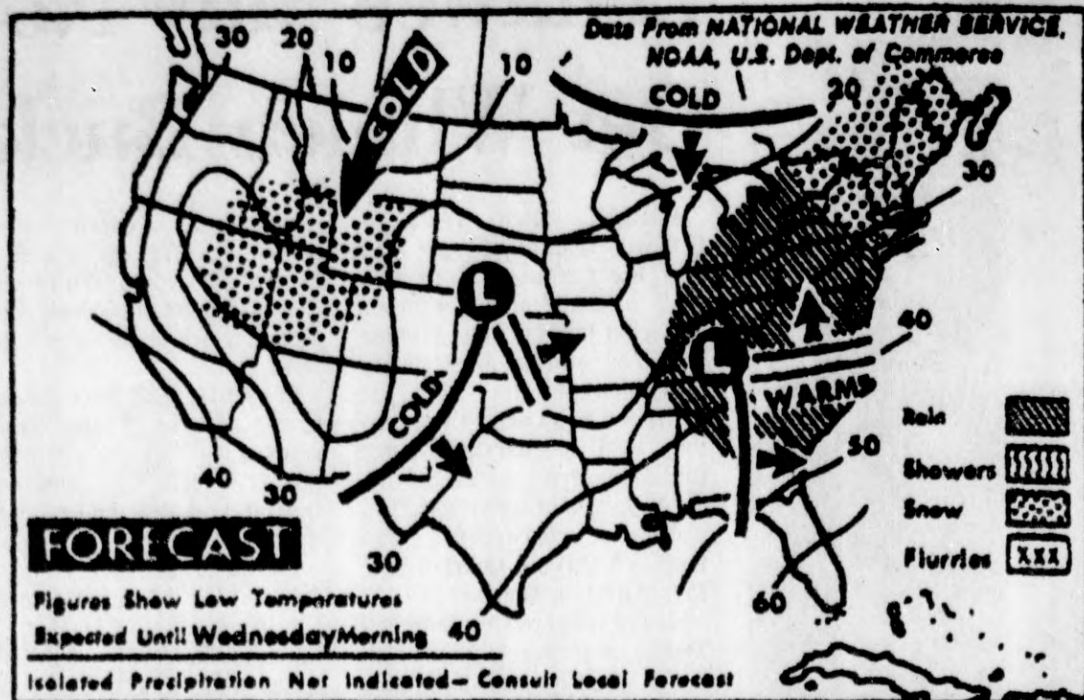 Data From NATIONAL WEATHER SERVICE,
NOAA, U.S. Dept. of Commerce
30 20 10 COLD 10 COLD 20
30
L
L
COLD
WARM
40
50
60
40 30
30
40
Rain
Showers
Snow
Flurries XXX
FORECAST
Figures Show Low Temperatures
Expected Until Wednesday Morning
Isolated Precipitation Not Indicated – Consult Local Forecast